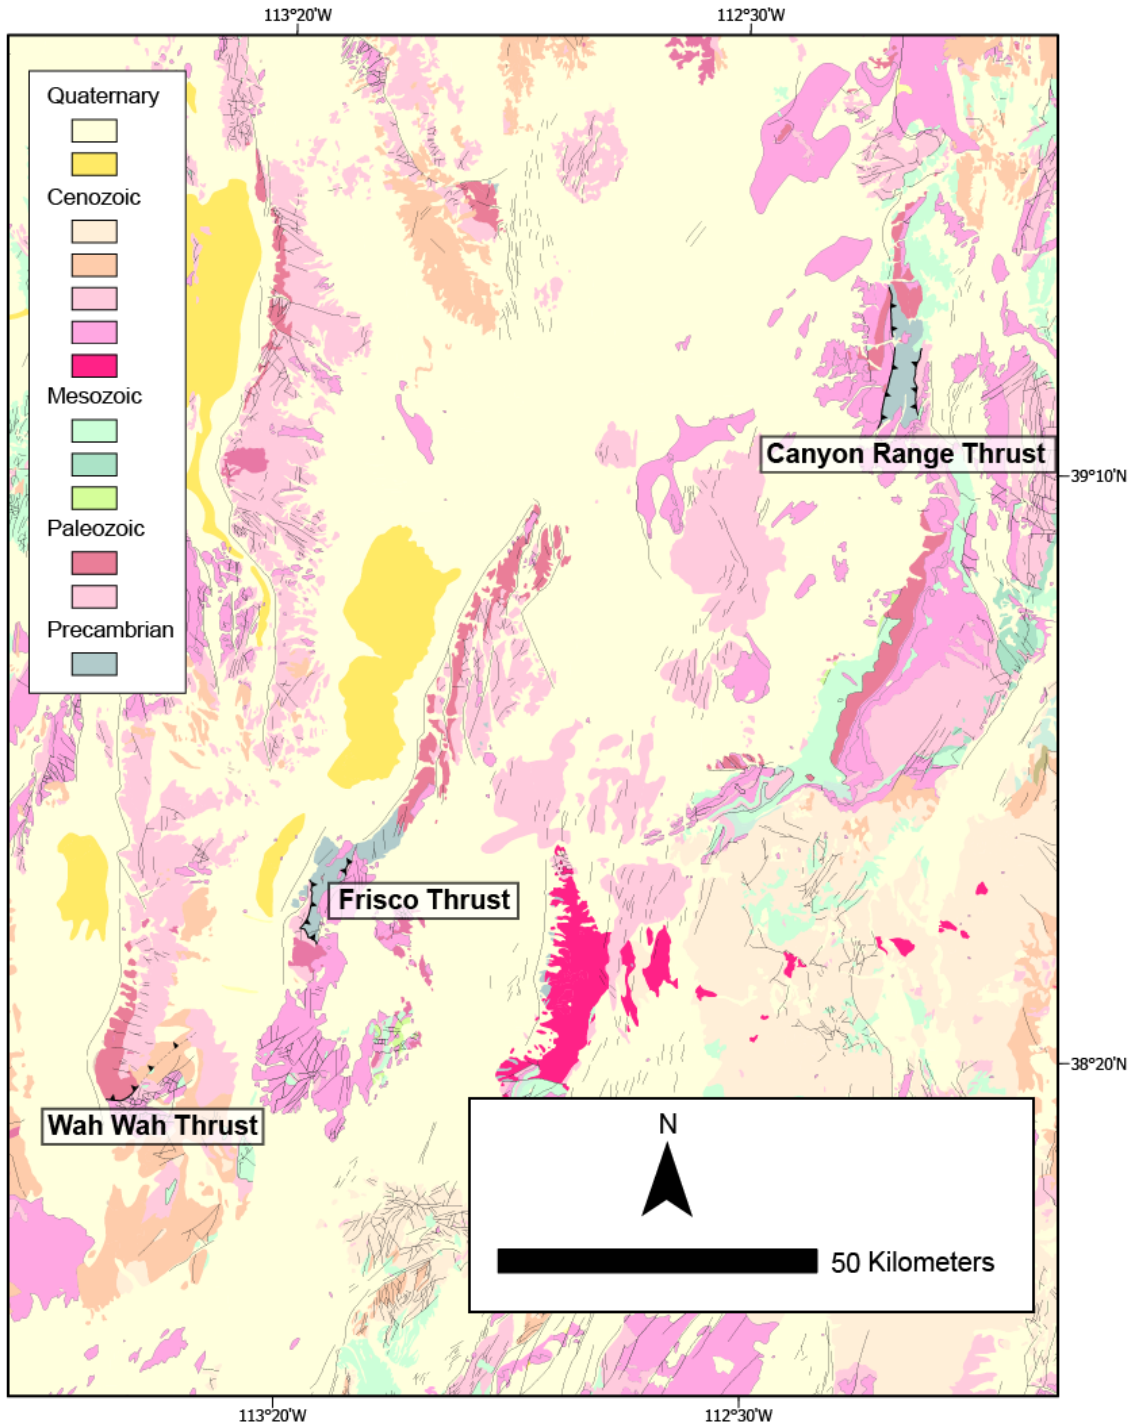 113°20'W
112°30'W
Quaternary
Cenozoic
Mesozoic
Paleozoic
Precambrian
Canyon Range Thrust
39°10'N
Frisco Thrust
38°20'N
Wah Wah Thrust
N
50 Kilometers
113°20'W
112°30'W